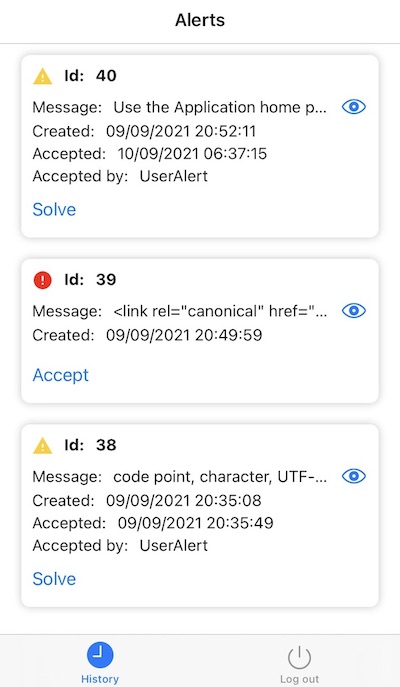 Alerts
Id: 40
Message: Use the Application home p...
Created: 09/09/2021 20:52:11
Accepted: 10/09/2021 06:37:15
Accepted by: UserAlert
Solve
Id: 39
Message: <link rel="canonical" href="...
Created: 09/09/2021 20:49:59
Accept
Id: 38
Message: code point, character, UTF-...
Created: 09/09/2021 20:35:08
Accepted: 09/09/2021 20:35:49
Accepted by: UserAlert
Solve
History
Log out